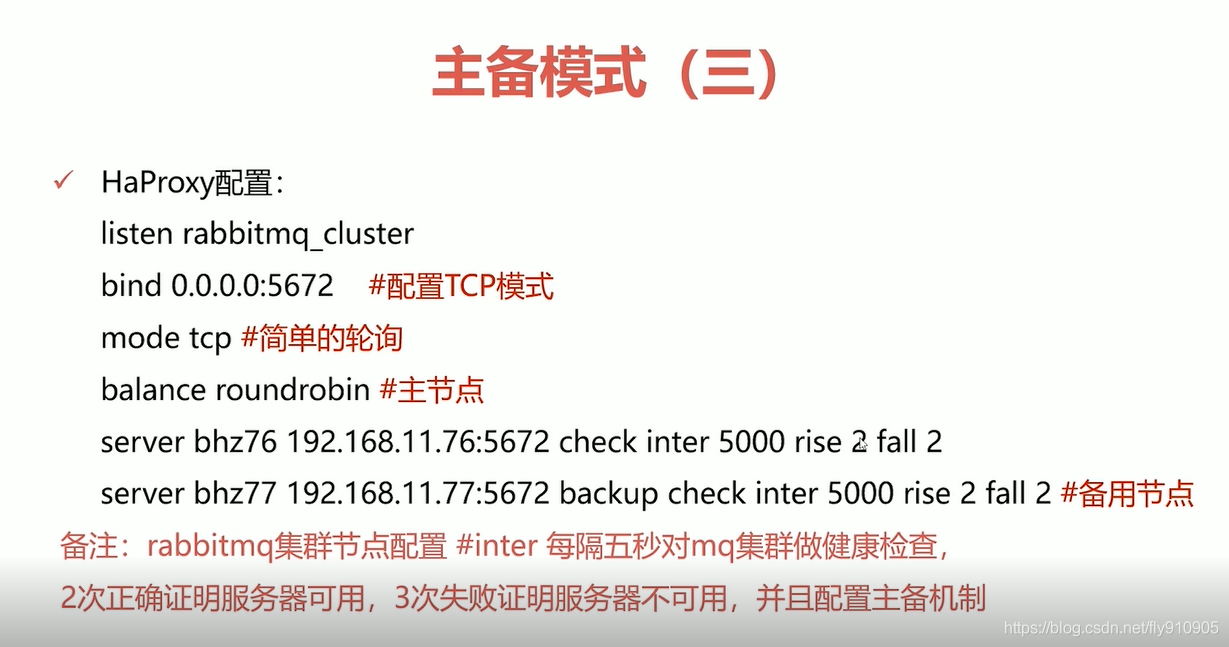 主备模式（三）
✓ HaProxy配置：
listen rabbitmq_cluster
bind 0.0.0.0:5672 #配置TCP模式
mode tcp #简单的轮询
balance roundrobin #主节点
server bhz76 192.168.11.76:5672 check inter 5000 rise 2 fall 2
server bhz77 192.168.11.77:5672 backup check inter 5000 rise 2 fall 2 #备用节点
备注：rabbitmq集群节点配置 #inter 每隔五秒对mq集群做健康检查，
2次正确证明服务器可用，3次失败证明服务器不可用，并且配置主备机制
https://blog.csdn.net/fly910905